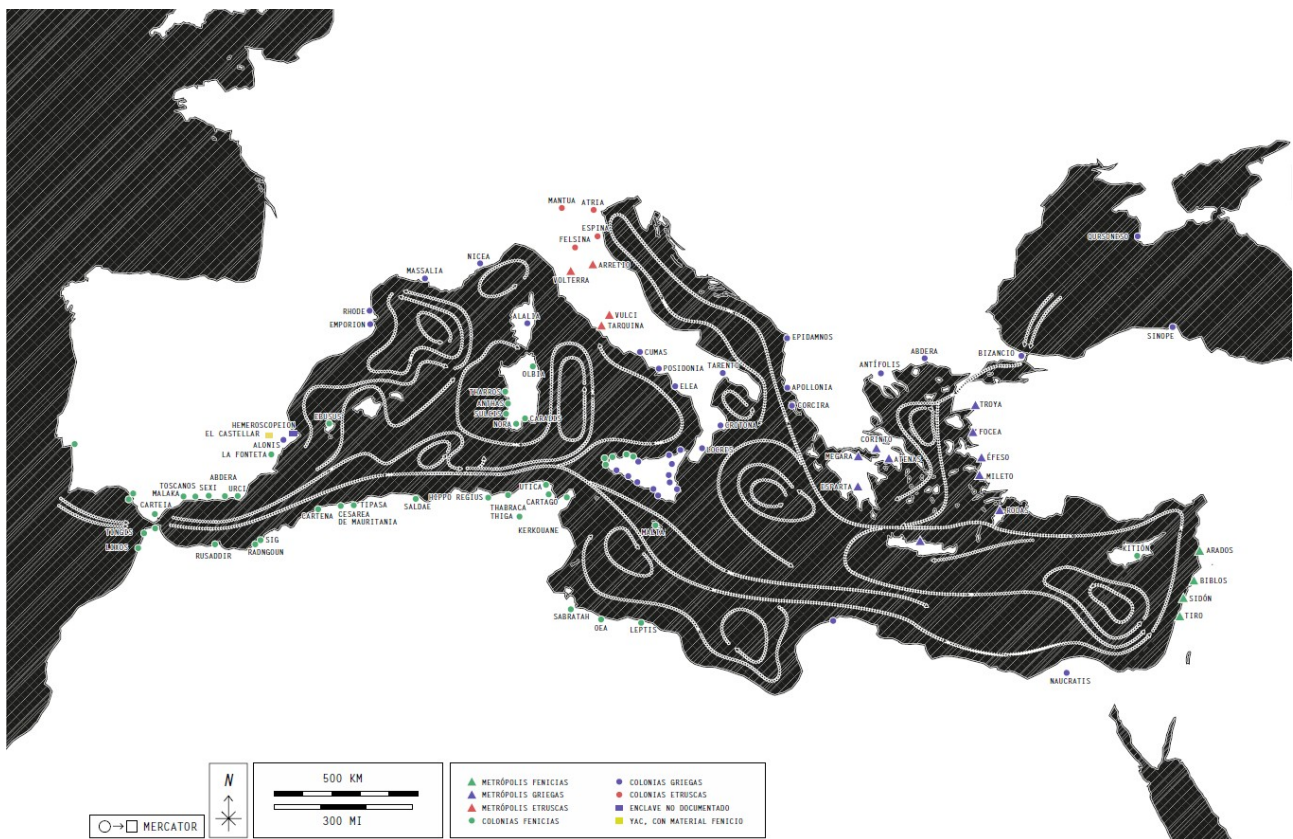 MANTUA
ATRIA
ESPINA
FELSINA
ARRETIO
VOLTERRA
NICEA
MASSALIA
QURSONESO
RHODE
EMPORION
ALALIA
VULCI
TARQUINA
CUMAS
POSIDONIA
TARENTO
ELEA
EPIDAMNOS
APOLLONIA
CORCIRA
ANTÍFOLIS
ABDERA
BIZANCIO
SINOPE
OLBIA
THARROS
SULCIS
NORA
CARALIS
CROTONA
LOCRES
TROYA
FOCEA
CORINTO
MEGARA
ATENAS
ÉFESO
MILETO
ESPARTA
RODAS
EBUSUS
HEMEROSCOPEION
EL CASTELLAR
ALONIS
LA FONTETA
ABDERA
TOSCANOS SEXI URCI
MALAKA
CARTEIA
LIXOS
RUSADDIR
SIG
RADNGOUN
CARTENA
TIPASA
CESAREA
DE MAURITANIA
SALDAE
HIPPO REGIUS
UTICA
CARTAGO
THABRACA
THIGA
KERKOUANE
MALTA
SABRATAH
OEA
LEPTIS
KITIÓN
ARADOS
BIBLOS
SIDÓN
TIRO
NAUCRATIS
MERCATOR
N
500 KM
300 MI
METRÓPOLIS FENICIAS
METRÓPOLIS GRIEGAS
METRÓPOLIS ETRUSCAS
COLONIAS FENICIAS
COLONIAS GRIEGAS
COLONIAS ETRUSCAS
ENCLAVE NO DOCUMENTADO
YAC, CON MATERIAL FENICIO